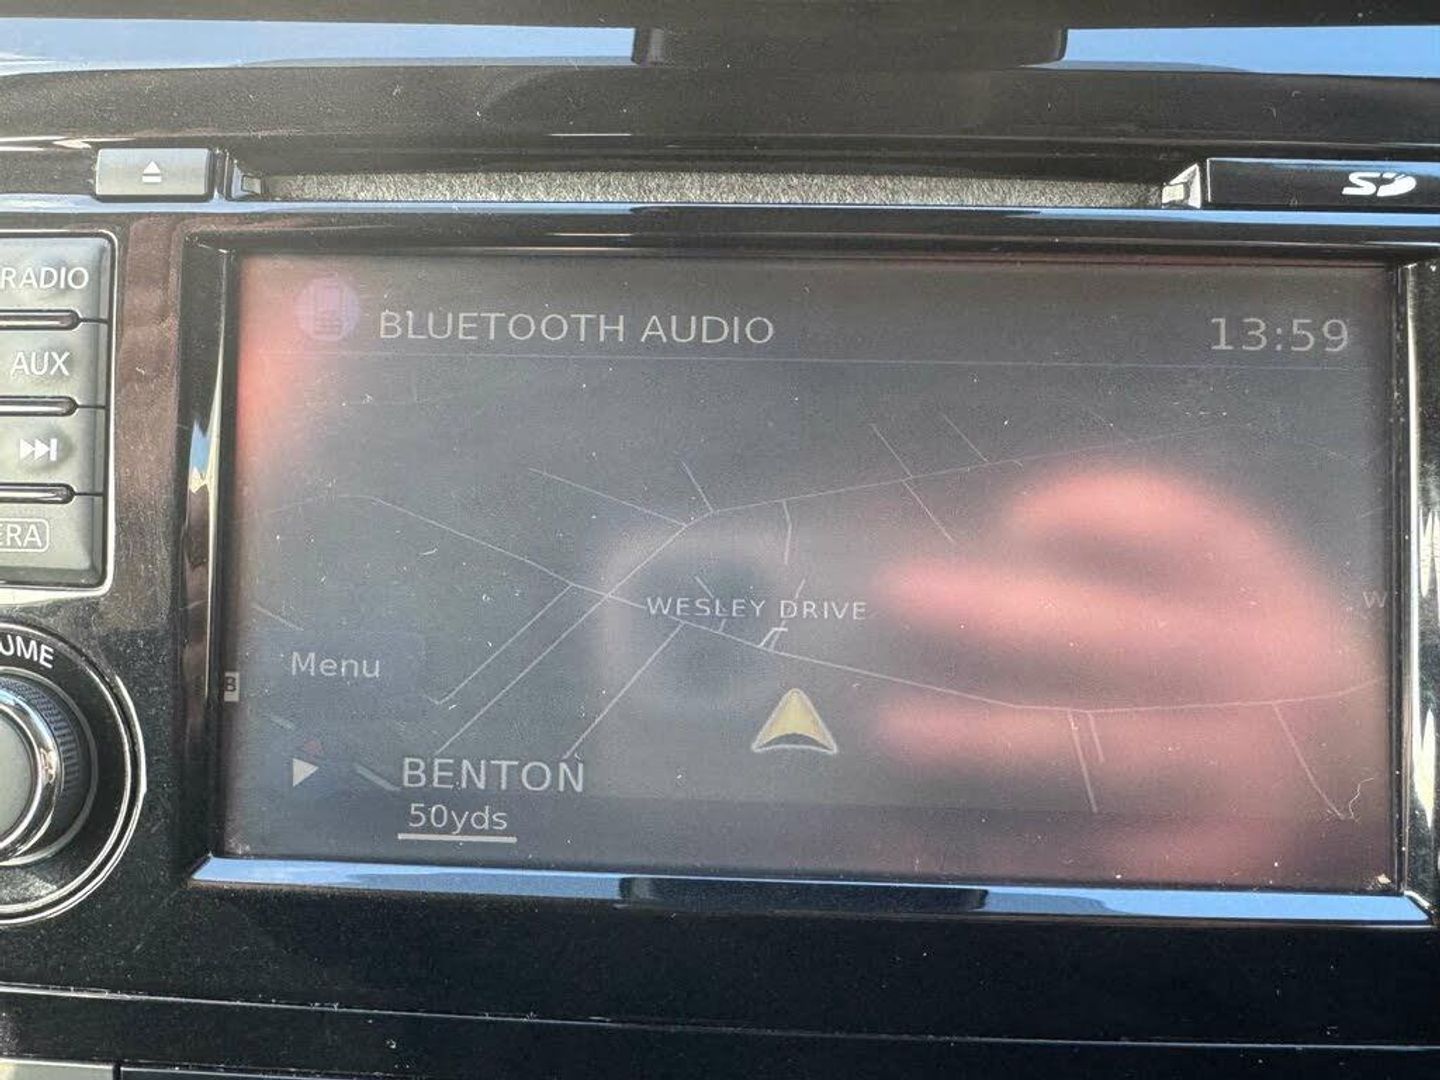 SD
RADIO
BLUETOOTH AUDIO
13:59
AUX
ERA
WESLEY DRIVE
W
UME
Menu
B
BENTON
50yds